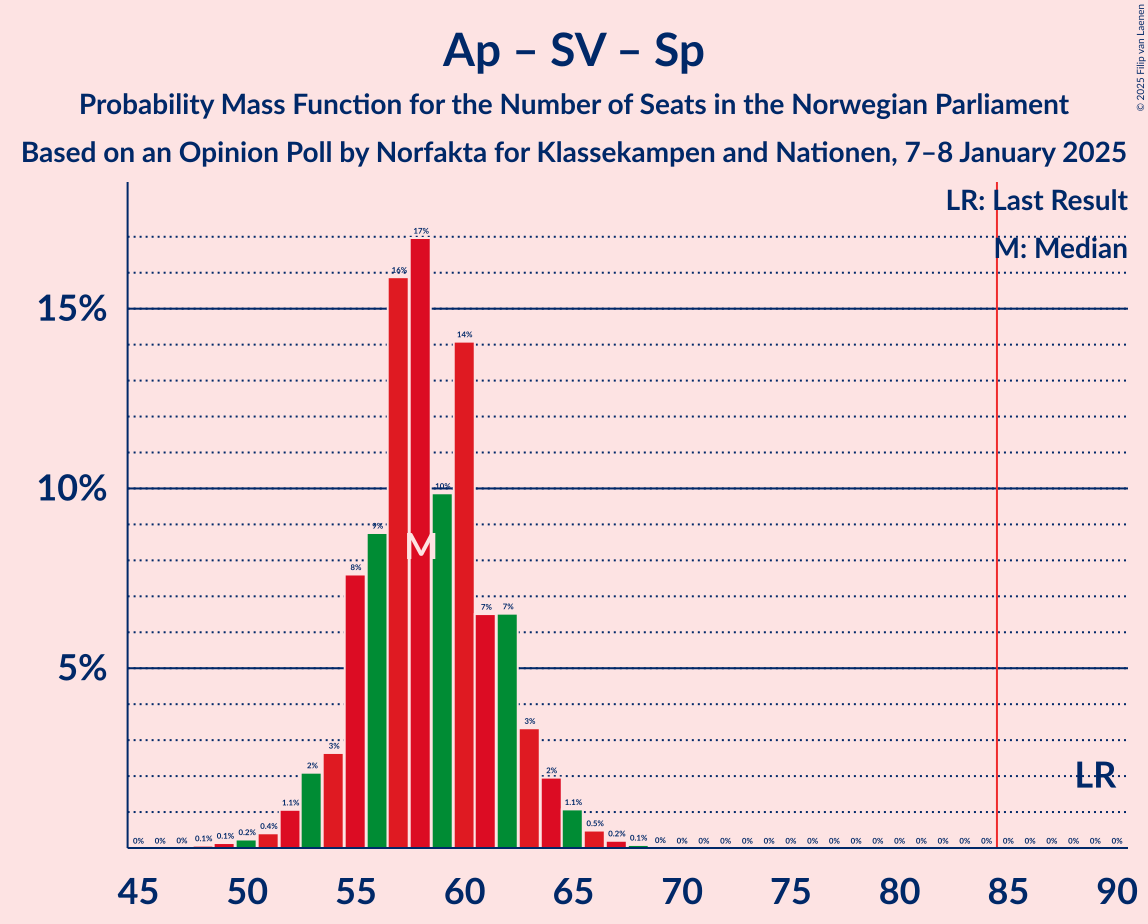 Ap – SV – Sp
Probability Mass Function for the Number of Seats in the Norwegian Parliament
Based on an Opinion Poll by Norfakta for Klassekampen and Nationen, 7–8 January 2025
© 2025 Filip van Laenen
LR: Last Result
M: Median
15%
10%
5%
0% 0% 0% 0.1% 0.1% 0.2% 0.4% 1.1% 2% 3% 8% 9% 16% 17% 10% 14% 7% 7% 3% 2% 1.1% 0.5% 0.2% 0.1% 0% 0% 0% 0% 0% 0% 0% 0% 0% 0% 0% 0% 0% 0% 0% 0% 0% 0% 0% 0% 0% 0%
M
LR
45 50 55 60 65 70 75 80 85 90